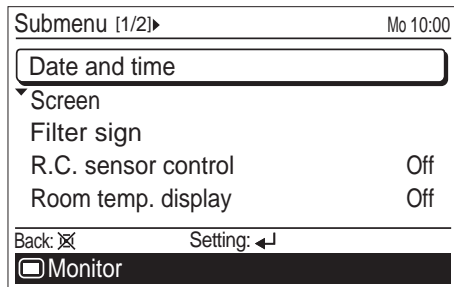 Submenu [1/2]
Mo 10:00
Date and time
Screen
Filter sign
R.C. sensor control Off
Room temp. display Off
Back: Setting:
Monitor